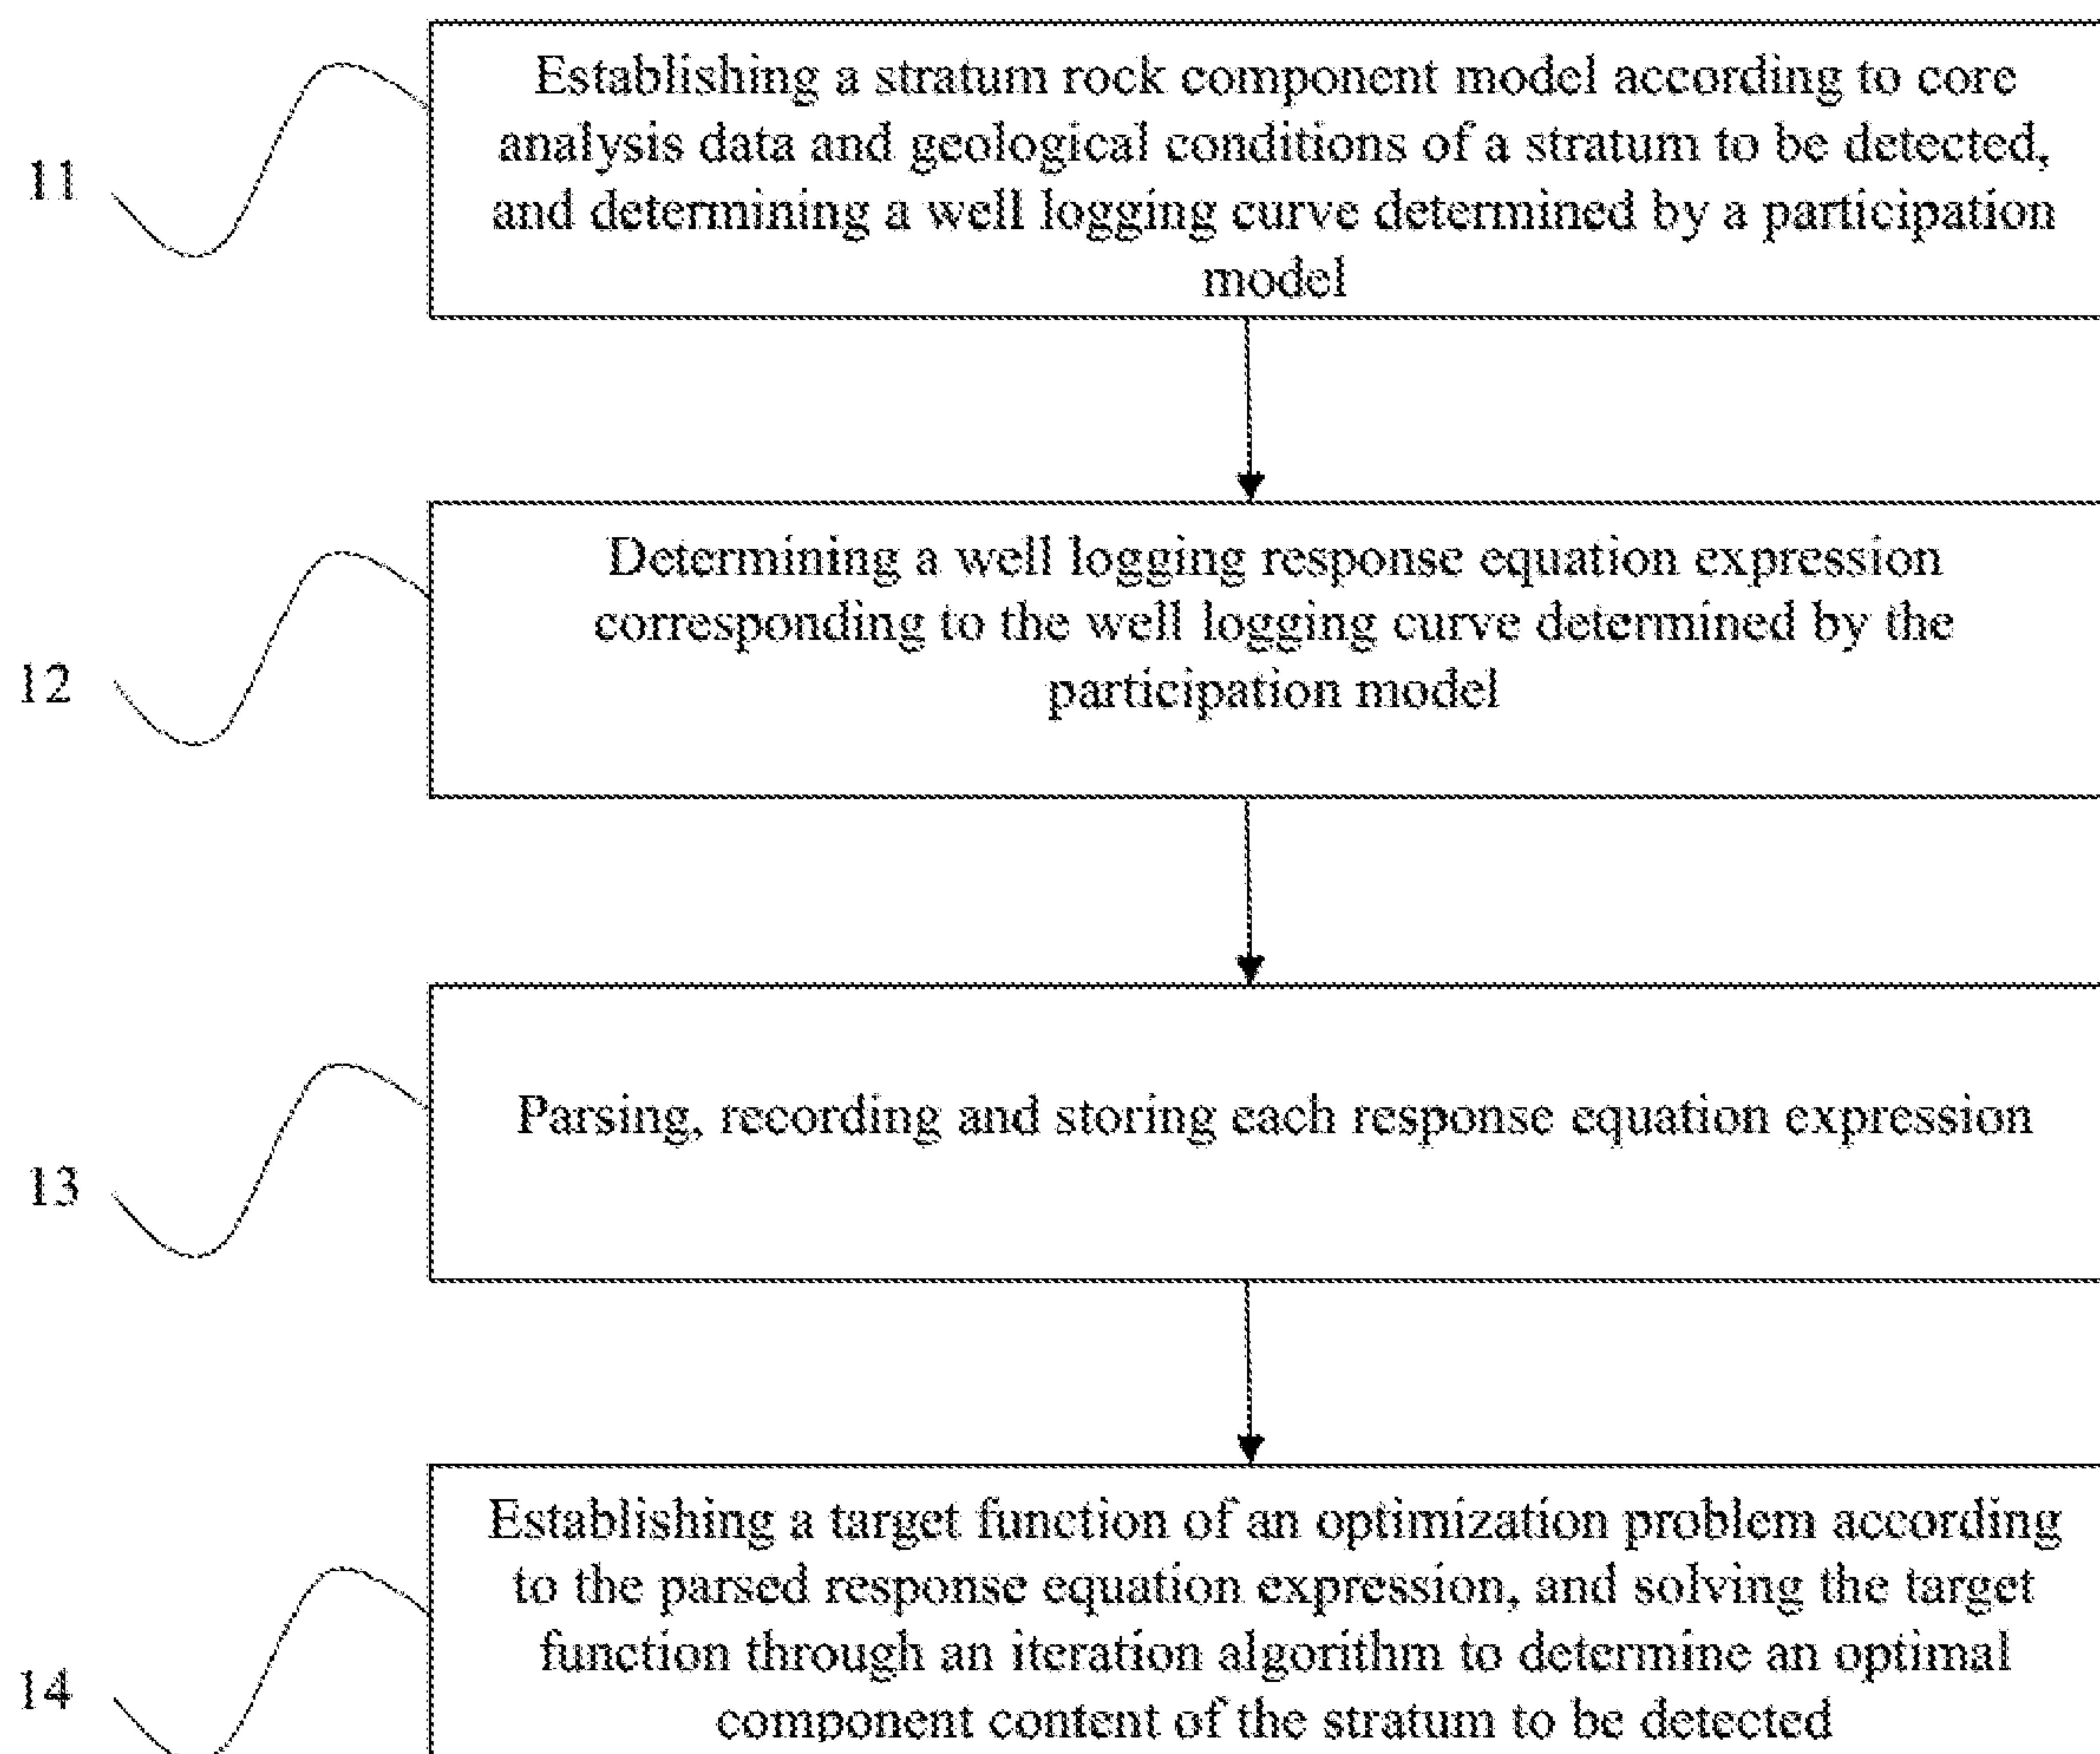 11
Establishing a stratum rock component model according to core
analysis data and geological conditions of a stratum to be detected,
and determining a well logging curve determined by a participation
model
12
Determining a well logging response equation expression
corresponding to the well logging curve determined by the
participation model
13
Parsing, recording and storing each response equation expression
14
Establishing a target function of an optimization problem according
to the parsed response equation expression, and solving the target
function through an iteration algorithm to determine an optimal
component content of the stratum to be detected